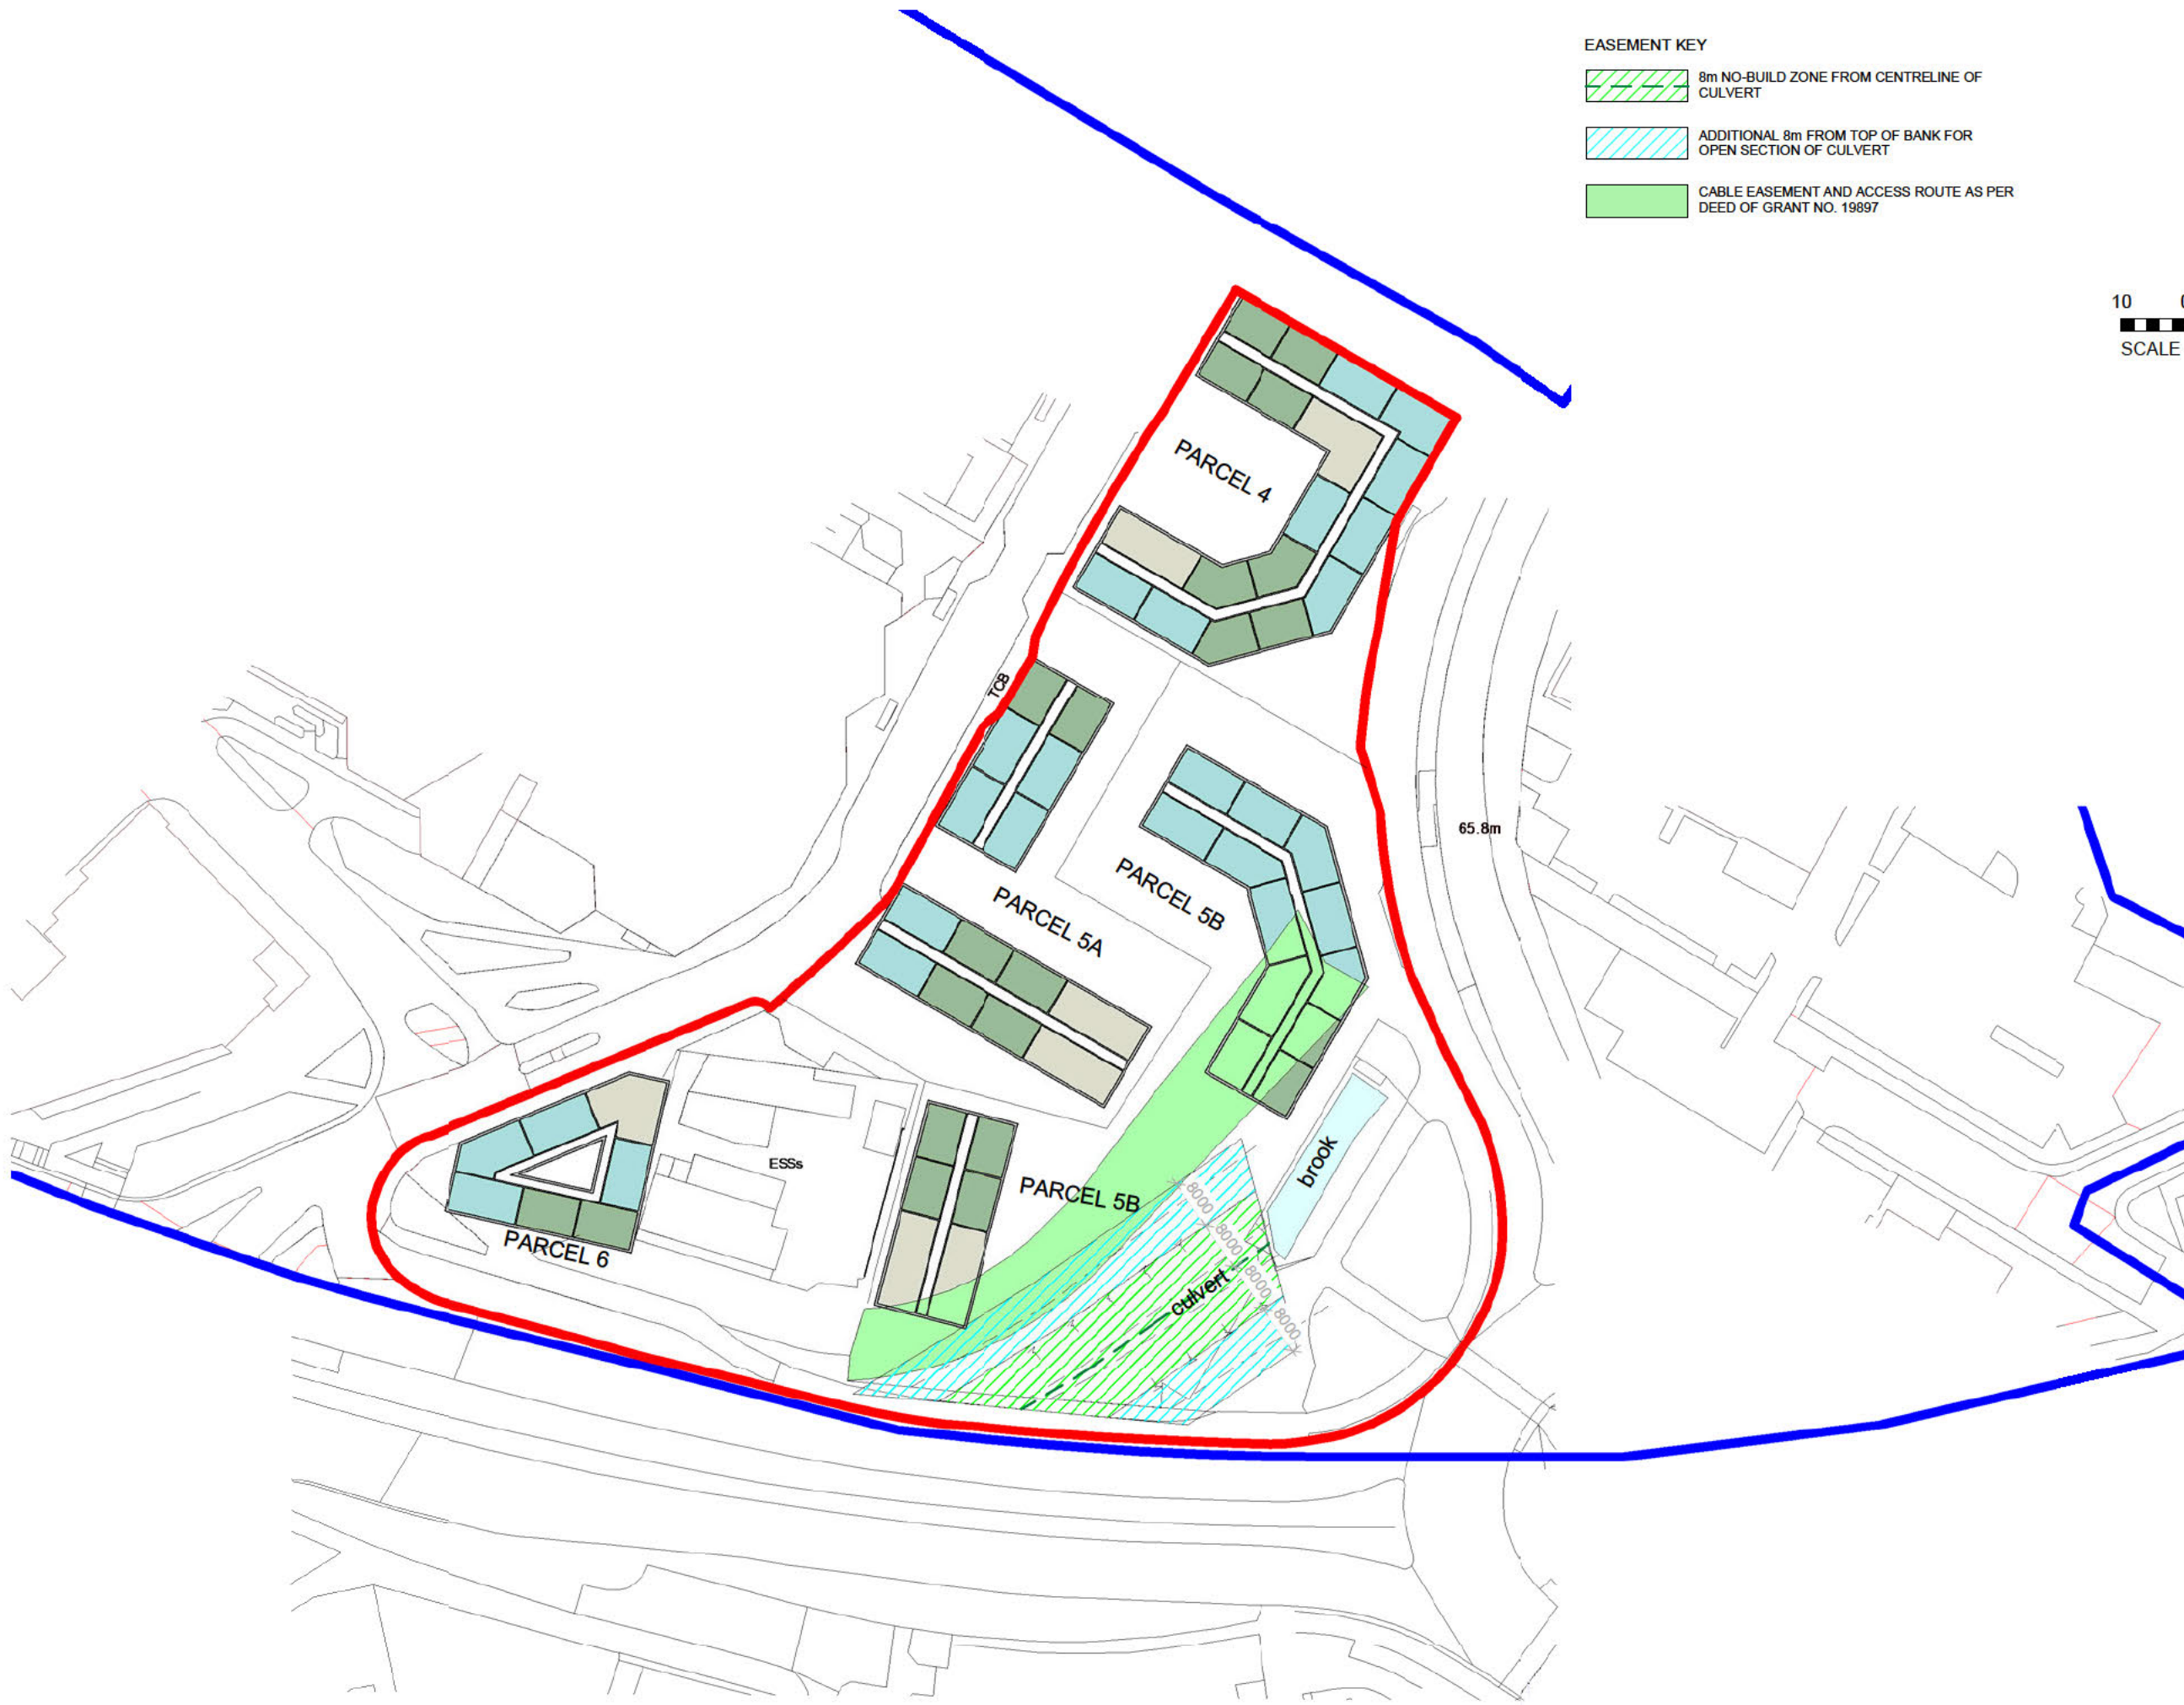 EASEMENT KEY
8m NO-BUILD ZONE FROM CENTRELINE OF
CULVERT
ADDITIONAL 8m FROM TOP OF BANK FOR
OPEN SECTION OF CULVERT
CABLE EASEMENT AND ACCESS ROUTE AS PER
DEED OF GRANT NO. 19897
10
SCALE
PARCEL 4
TCB
65.8m
PARCEL 5B
PARCEL 5A
brook
ESSs
PARCEL 5B
8000
8000
8000
8000
culvert
PARCEL 6